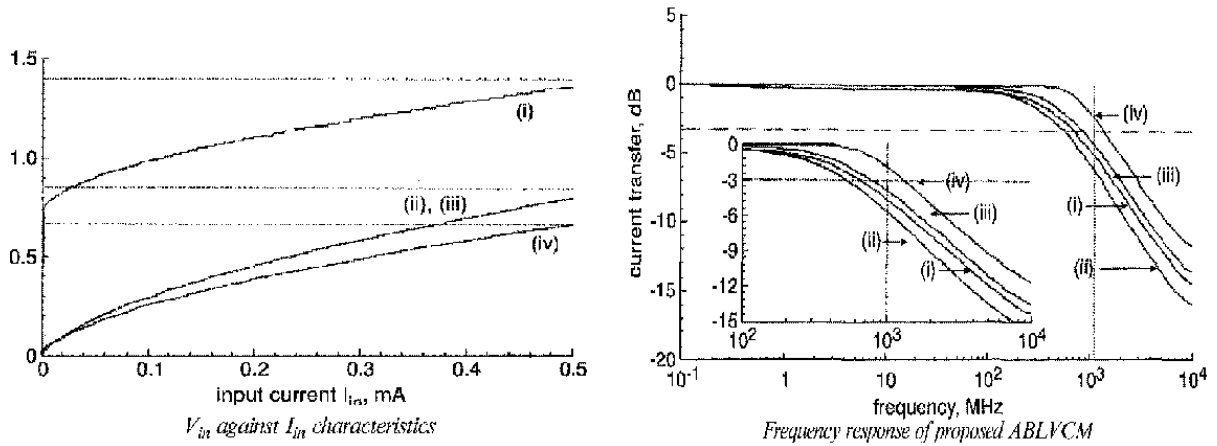 1.5
1.0
0.5
0
(i)
(ii), (iii)
(iv)
0 0.1 0.2 0.3 0.4 0.5
input current I_in, mA
V_in against I_in characteristics
5
0
-5
-10
-15
-20
current transfer, dB
(iv)
(iii)
(i)
(ii)
0
-3
-6
-9
-12
-15
(iv)
(iii)
(ii)
(i)
10² 10³ 10⁴
10⁻¹ 1 10 10² 10³ 10⁴
frequency, MHz
Frequency response of proposed ABLVCM